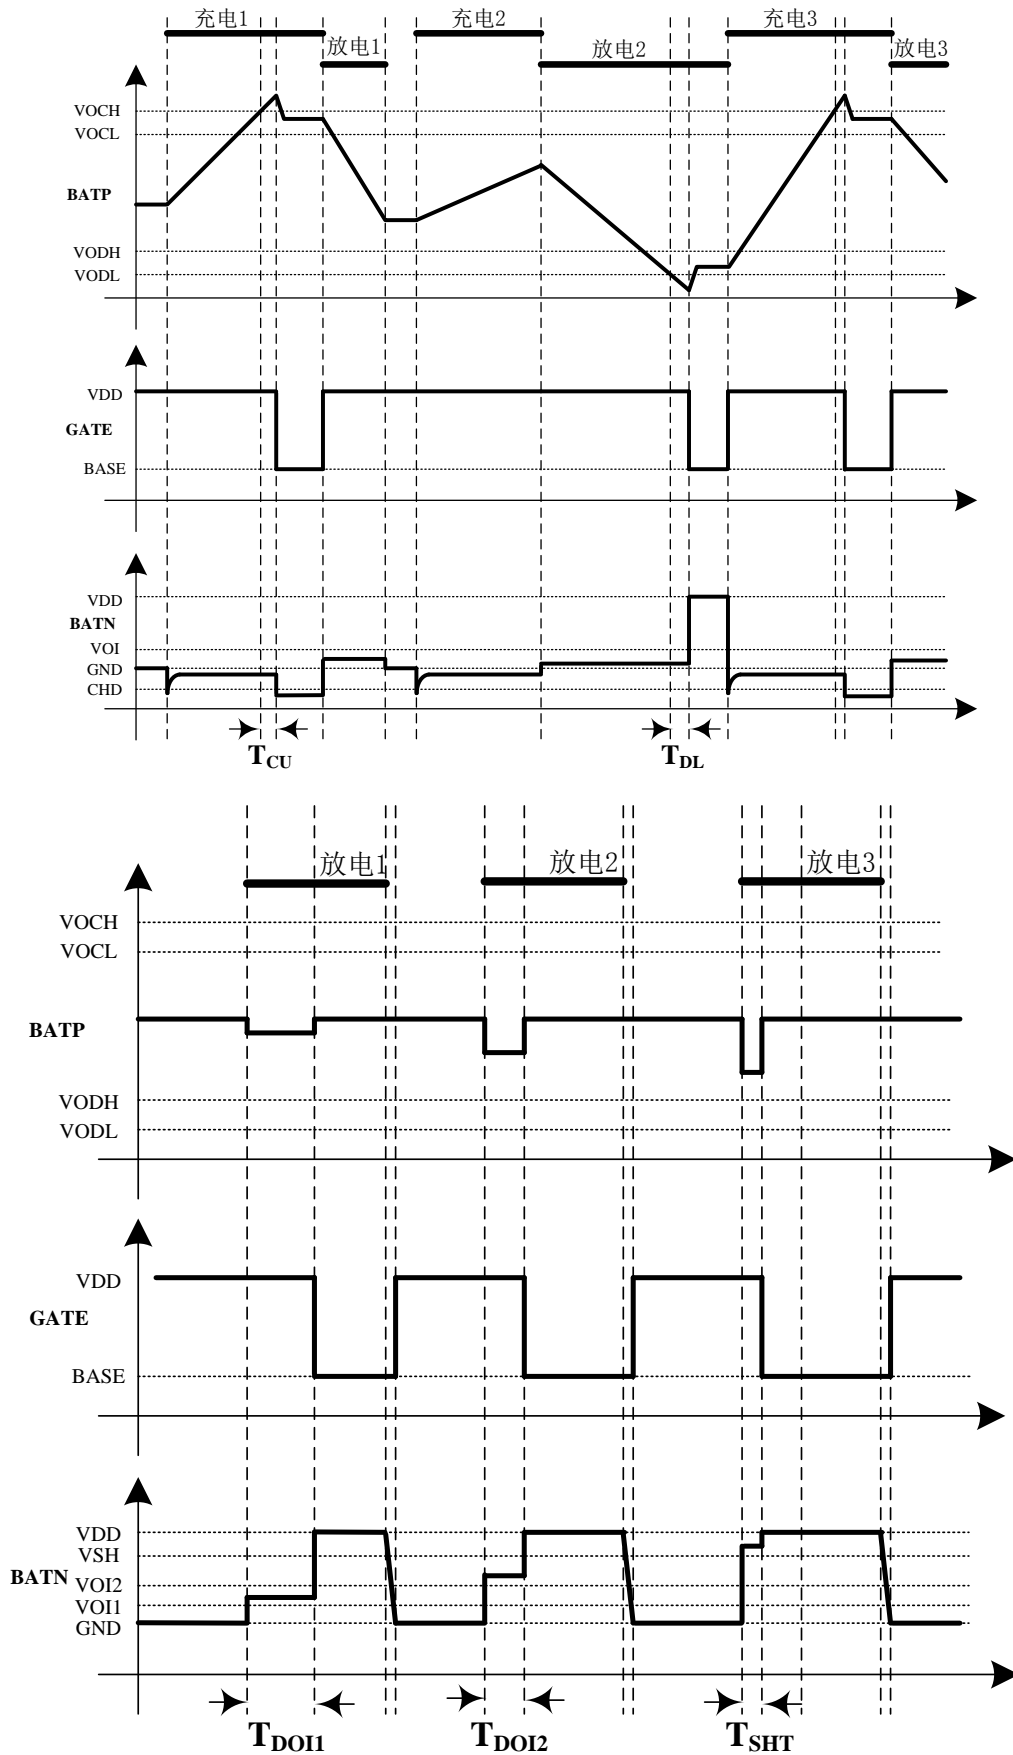 充电1
充电2
充电3
放电1
放电2
放电3
VOCH
VOCL
BATP
VODH
VODL
VDD
GATE
BASE
VDD
BATN
VOI
GND
CHD
TCU
TDL
放电1
放电2
放电3
VOCH
VOCL
BATP
VODH
VODL
VDD
GATE
BASE
VDD
VSH
BATN
VOI2
VOI1
GND
TDOI1
TDOI2
TSHT